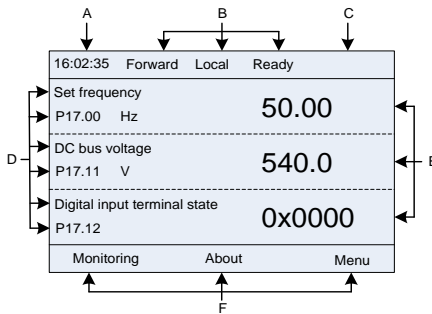 A B C
16:02:35 Forward Local Ready
Set frequency
P17.00 Hz 50.00
DC bus voltage
P17.11 V 540.0
D E
Digital input terminal state
P17.12 0x0000
Monitoring About Menu
F